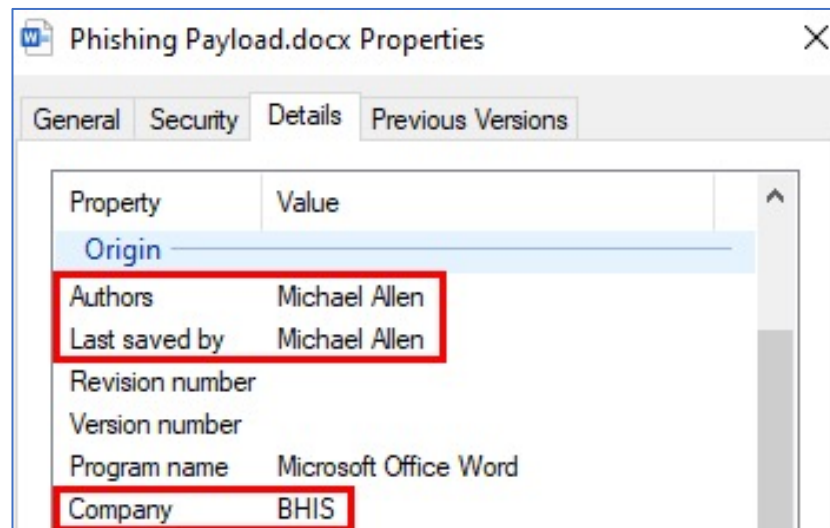 Phishing Payload.docx Properties
General Security Details Previous Versions
Property Value
Origin
Authors Michael Allen
Last saved by Michael Allen
Revision number
Version number
Program name Microsoft Office Word
Company BHIS